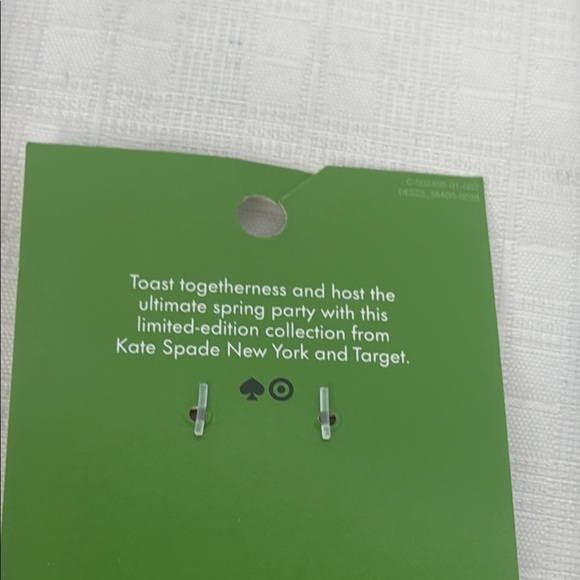 Toast togetherness and host the
ultimate spring party with this
limited-edition collection from
Kate Spade New York and Target.